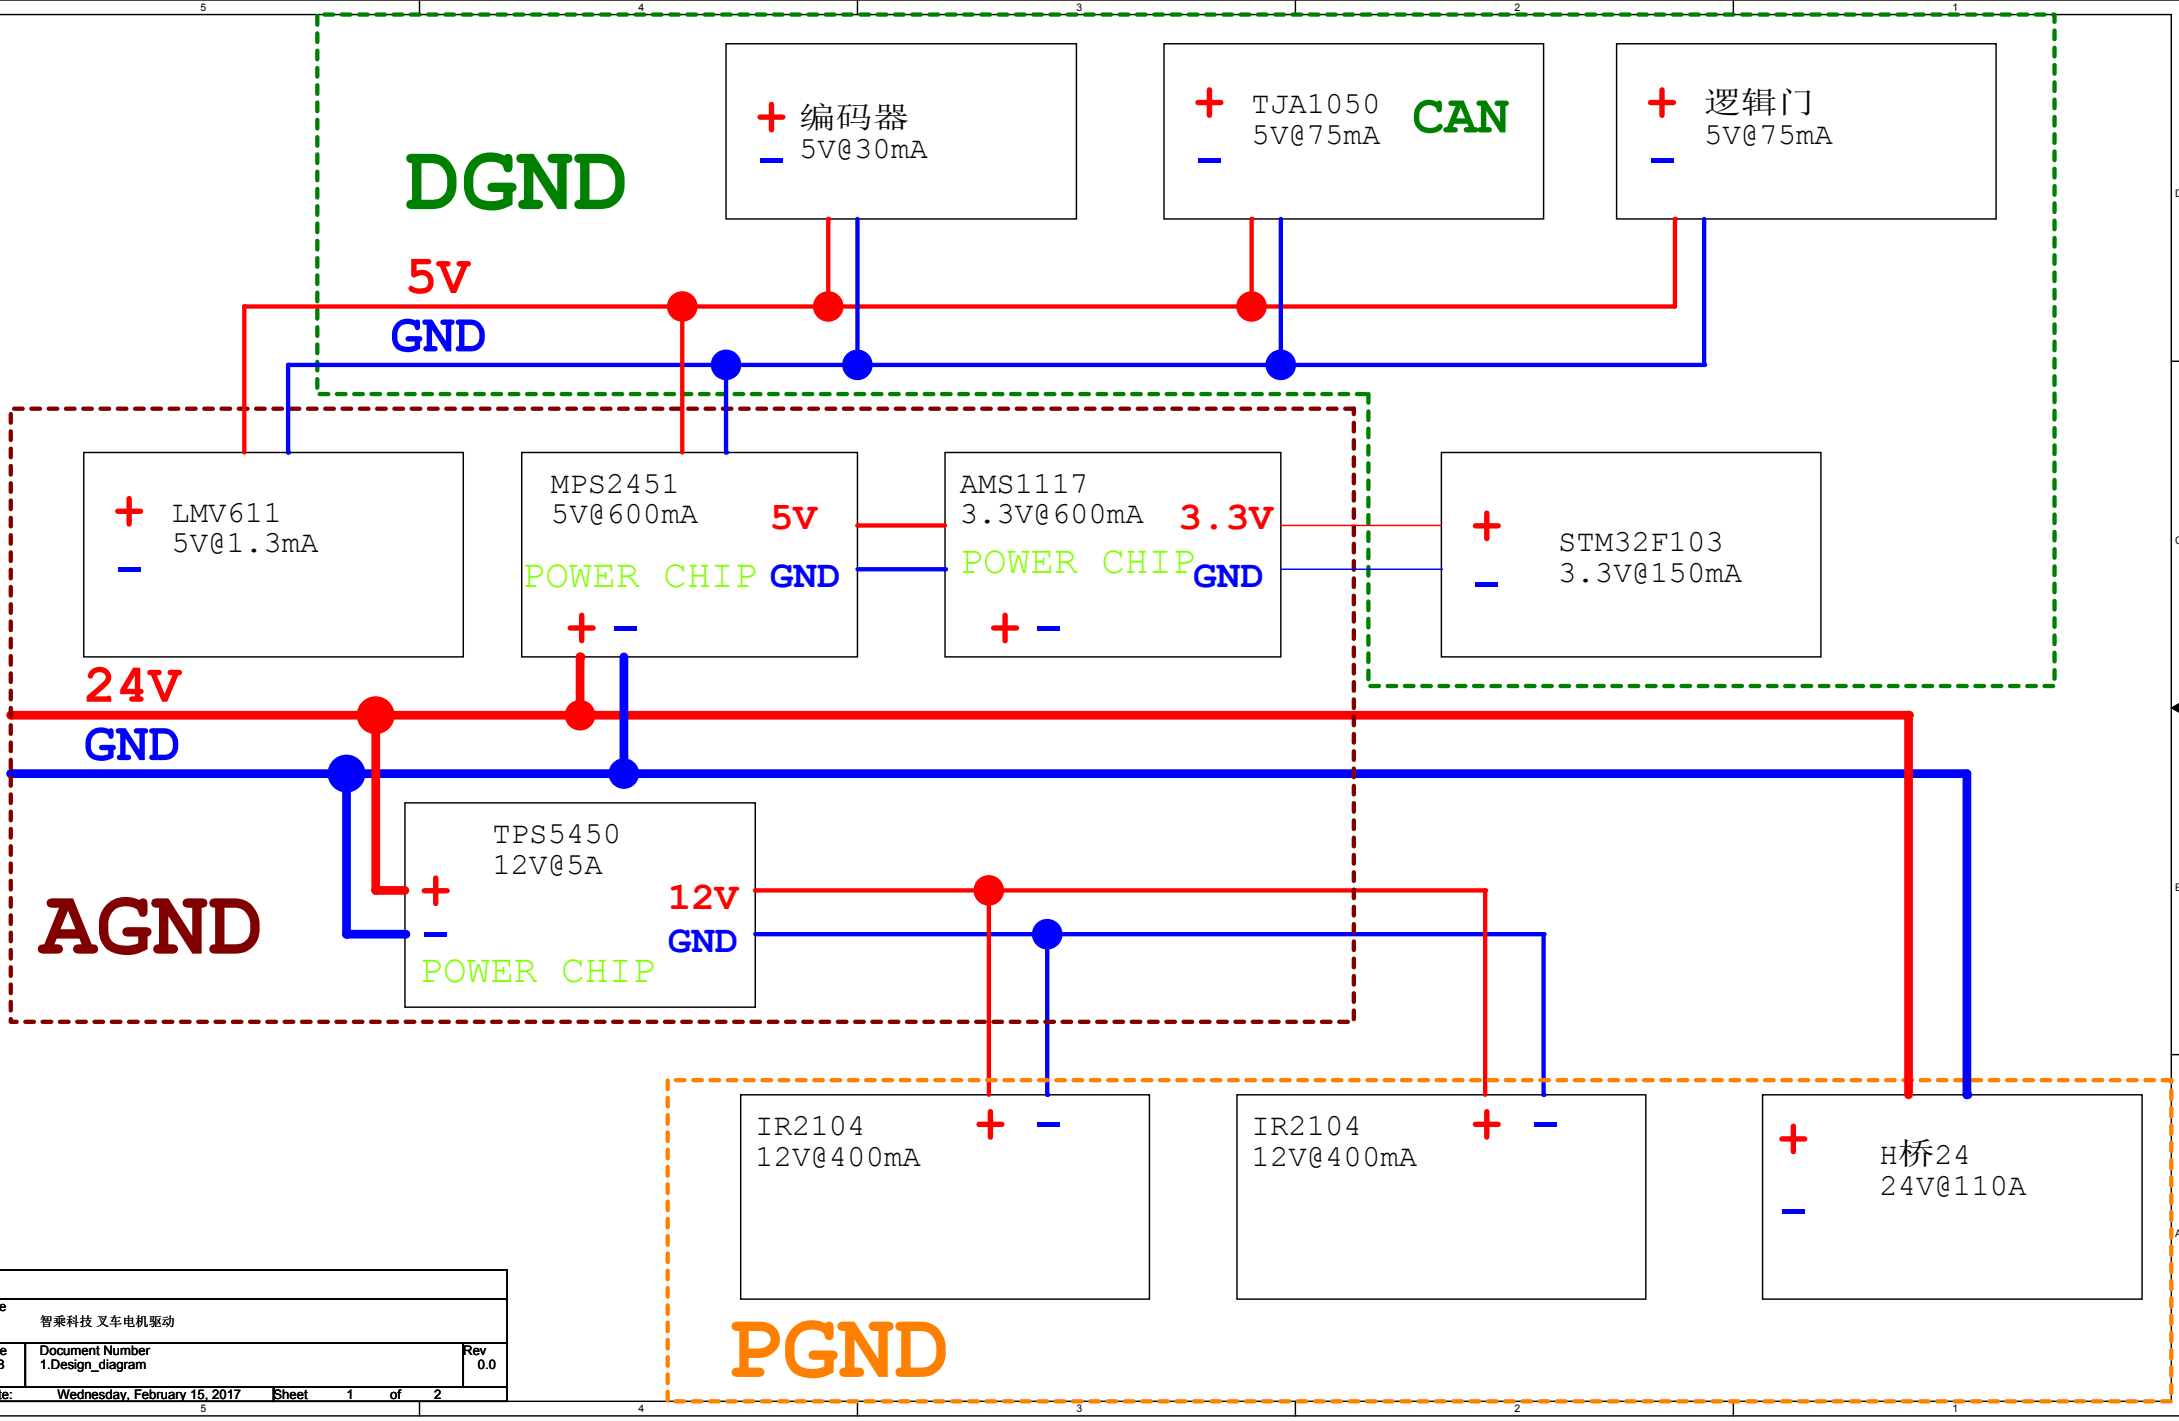 5 4 3 2 1
DGND
+ 编码器
5V@30mA
−
+ TJA1050 CAN
5V@75mA
−
+ 逻辑门
5V@75mA
−
D
5V
GND
+ LMV611
5V@1.3mA
−
MPS2451
5V@600mA 5V
POWER CHIP GND
+ −
AMS1117
3.3V@600mA 3.3V
POWER CHIP GND
+ −
+ STM32F103
3.3V@150mA
−
C
24V
GND
TPS5450
12V@5A
+ 12V
− GND
POWER CHIP
B
AGND
IR2104 + −
12V@400mA
IR2104 + −
12V@400mA
+ H桥24
24V@110A
−
A
PGND
e
智乘科技 叉车电机驱动
e Document Number Rev
B 1.Design_diagram 0.0
te: Wednesday, February 15, 2017 Sheet 1 of 2
5 4 3 2 1